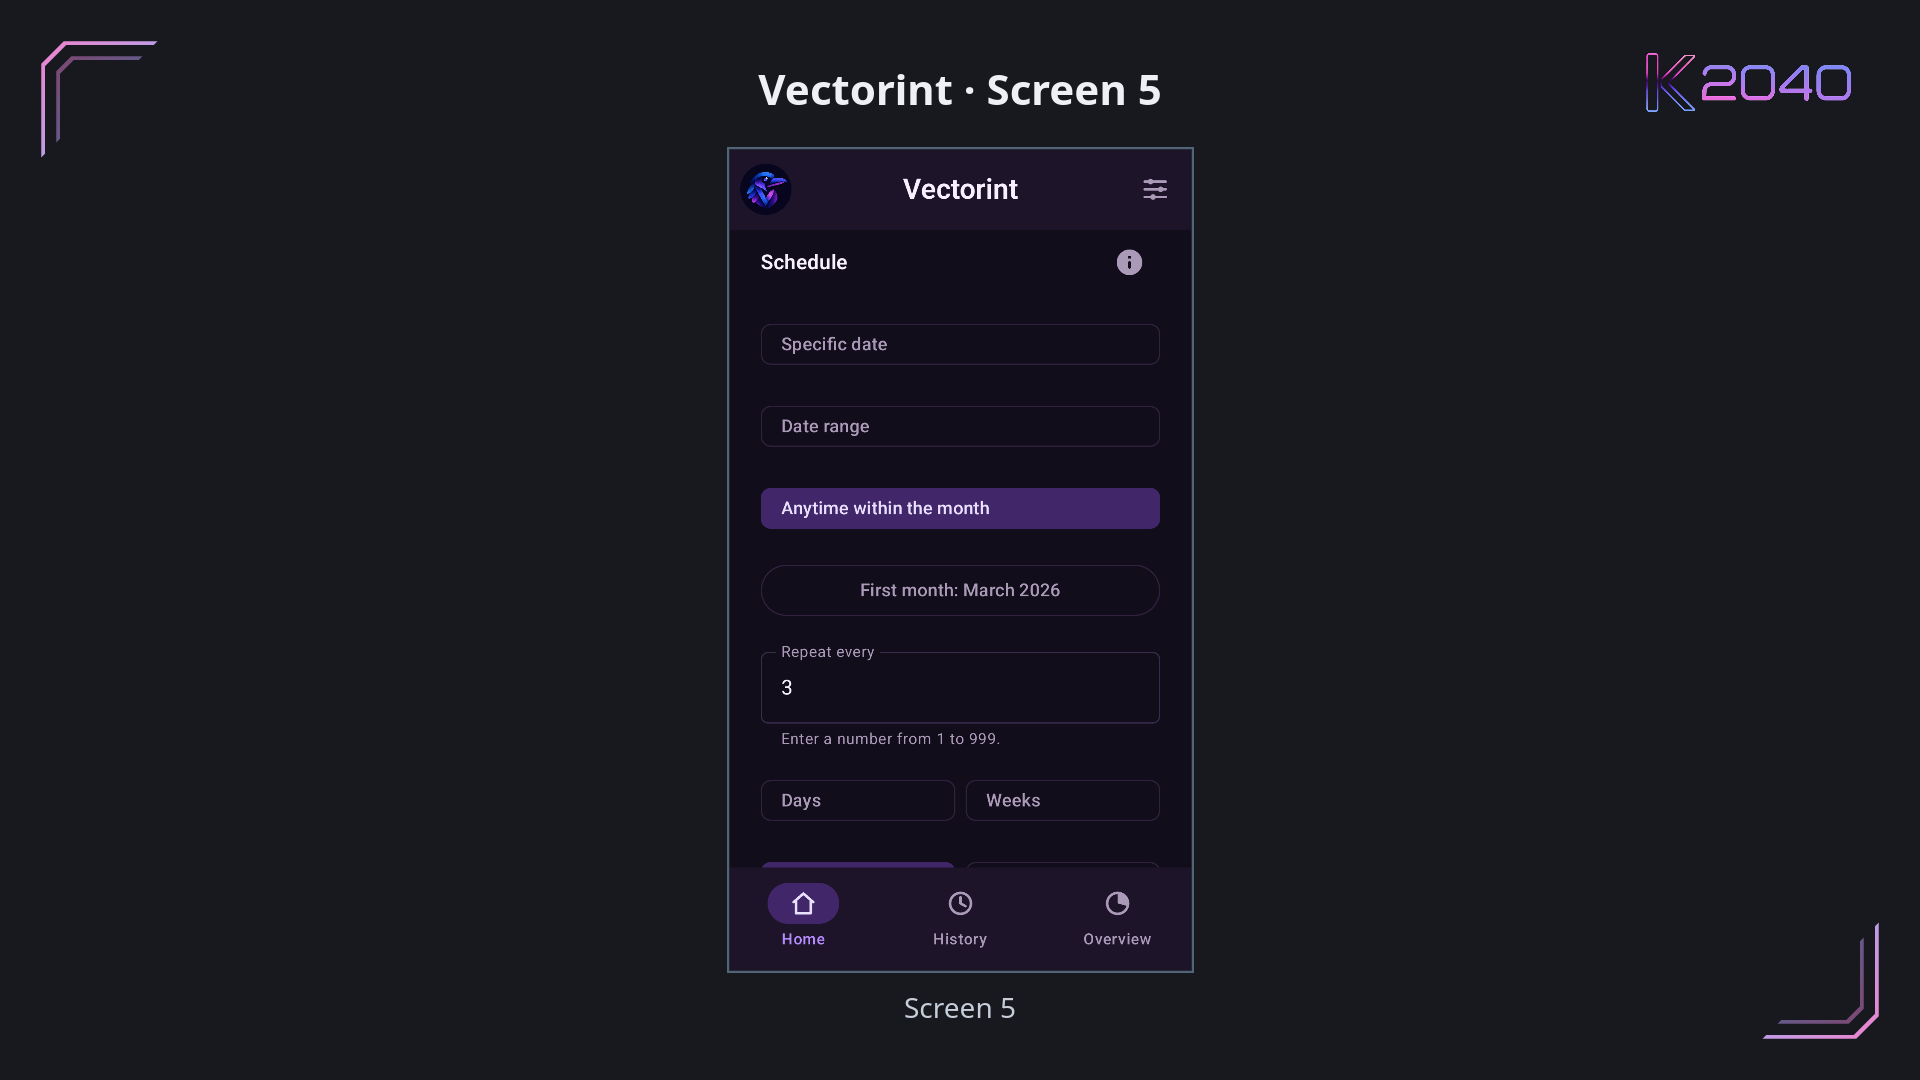 Vectorint · Screen 5
K2040
Vectorint
Schedule
Specific date
Date range
Anytime within the month
First month: March 2026
Repeat every
3
Enter a number from 1 to 999.
Days
Weeks
Home
History
Overview
Screen 5